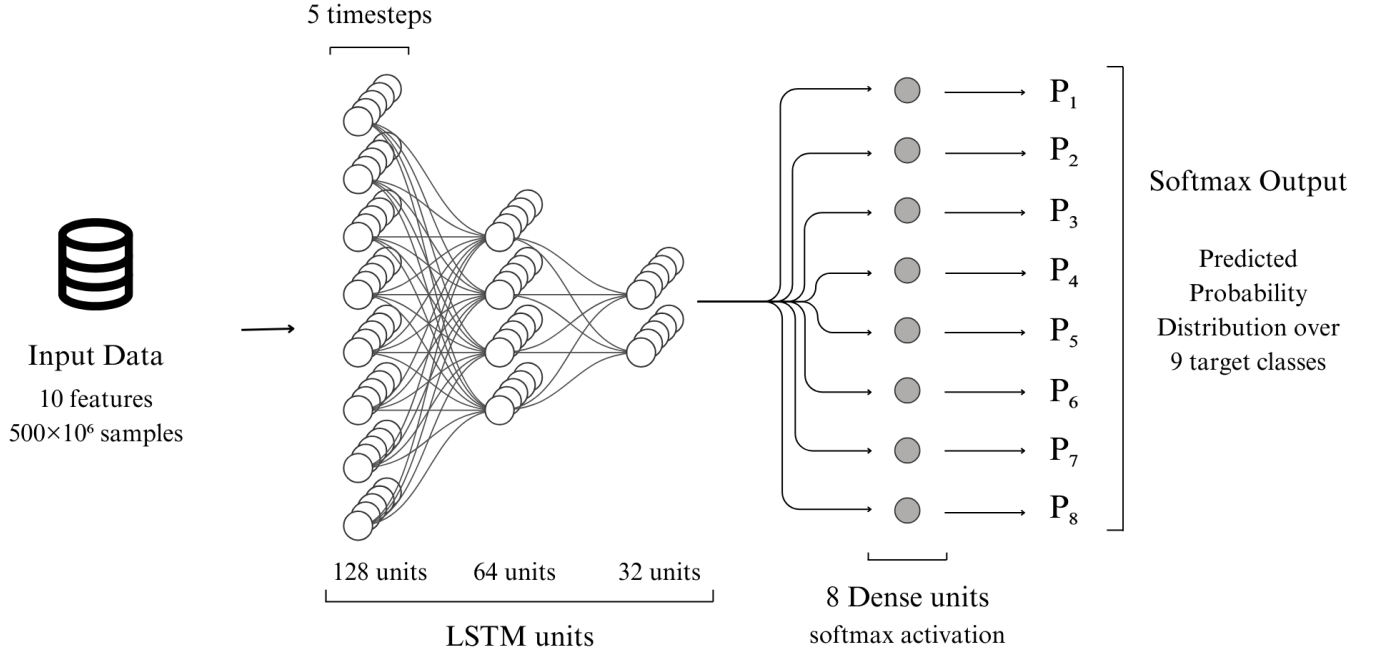 5 timesteps
Input Data
10 features
500×10⁶ samples
128 units
64 units
32 units
LSTM units
P₁
P₂
P₃
P₄
P₅
P₆
P₇
P₈
8 Dense units
softmax activation
Softmax Output
Predicted
Probability
Distribution over
9 target classes